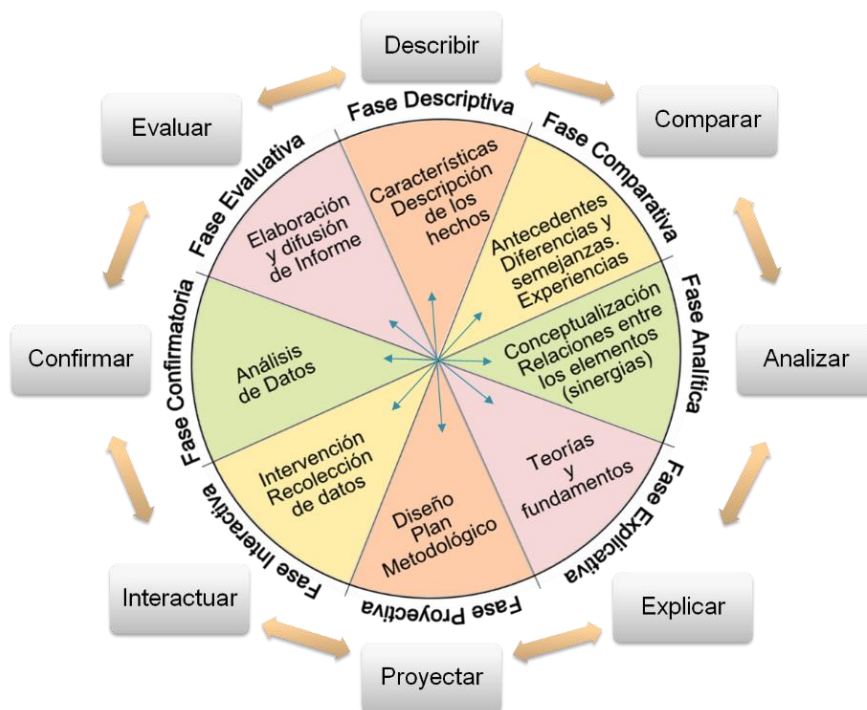 Describir
Comparar
Analizar
Explicar
Proyectar
Interactuar
Confirmar
Evaluar
Fase Descriptiva
Características
Descripción
de los
hechos
Fase Comparativa
Antecedentes
Diferencias y
semejanzas.
Experiencias
Fase Analítica
Conceptualización
Relaciones entre
los elementos
(sinergias)
Fase Explicativa
Teorías
y
fundamentos
Fase Proyectiva
Diseño
Plan
Metodológico
Fase Interactiva
Intervención
Recolección
de datos
Fase Confirmatoria
Análisis
de Datos
Fase Evaluativa
Elaboración
y difusión
de Informe